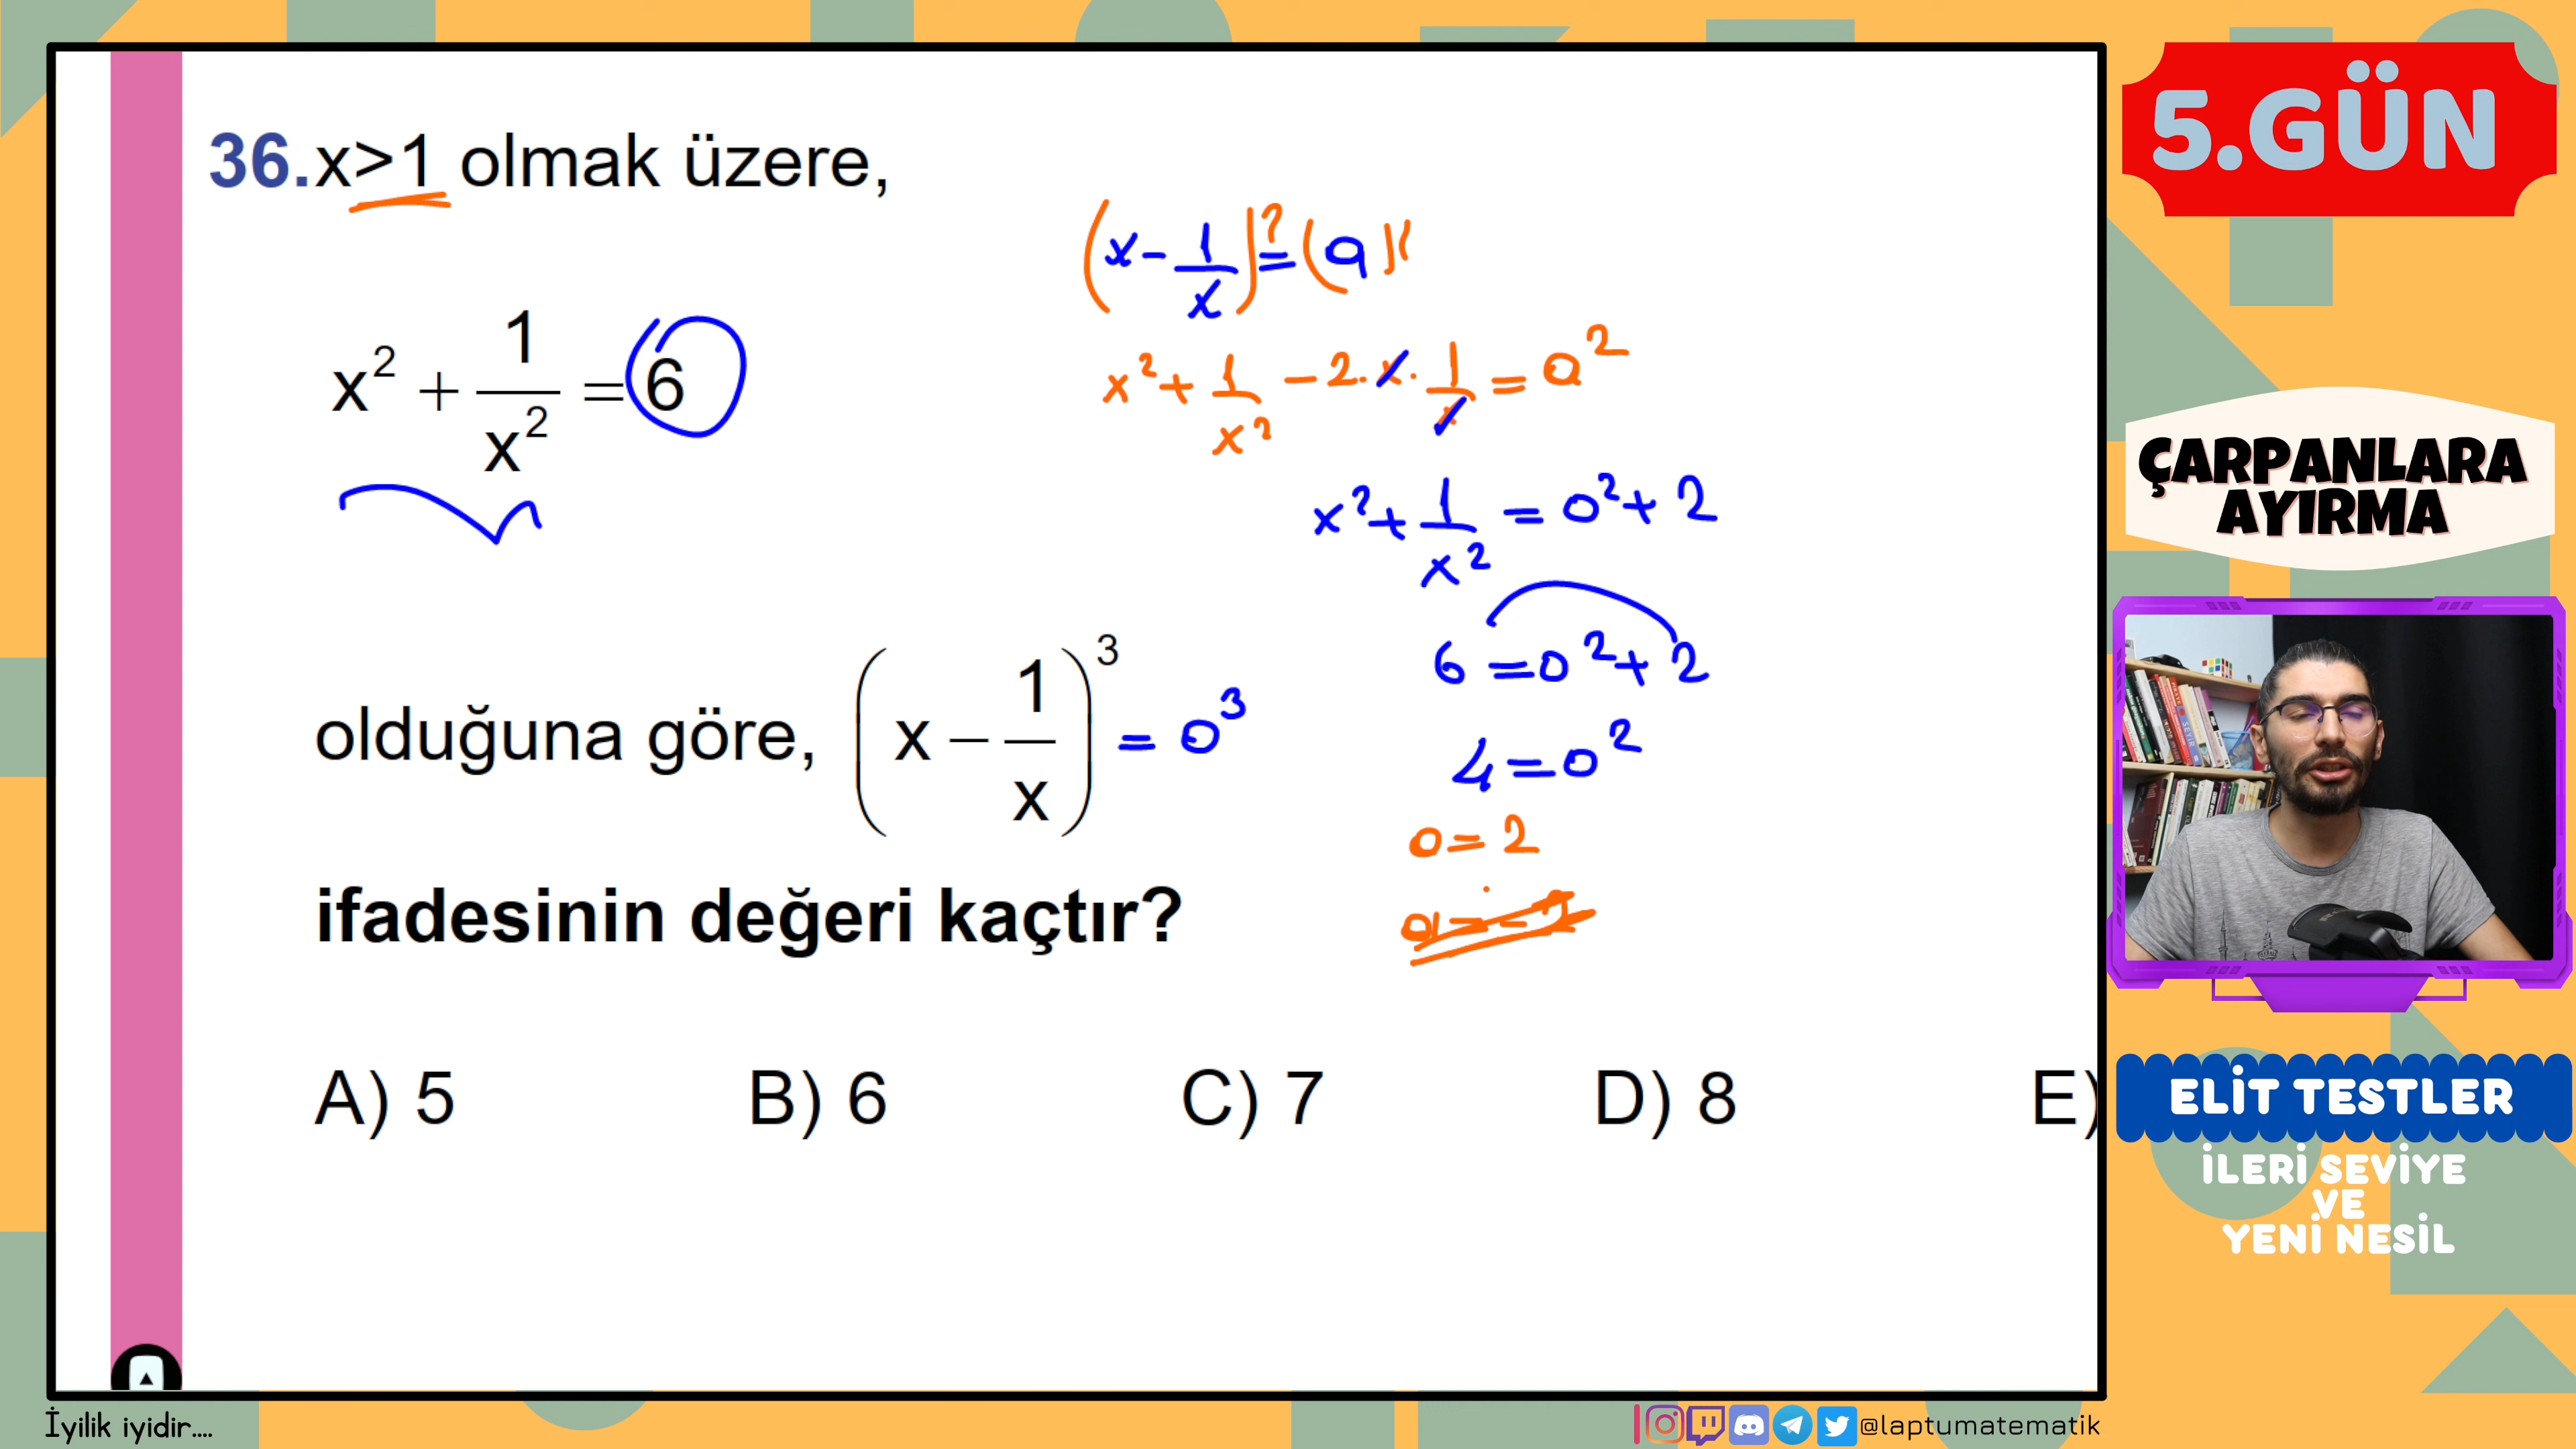 36. x>1 olmak üzere,
x² + 1/x² = 6
olduğuna göre, (x − 1/x)³ = a³
ifadesinin değeri kaçtır?
A) 5 B) 6 C) 7 D) 8 E)
(x - 1/x) ?= (a)
x² + 1/x² - 2.x.1/x = a²
x² + 1/x² = a² + 2
6 = a² + 2
4 = a²
a = 2
a = -2
5.GÜN
ÇARPANLARA
AYIRMA
ELİT TESTLER
İLERİ SEVİYE
VE
YENİ NESİL
İyilik iyidir....
@laptumatematik